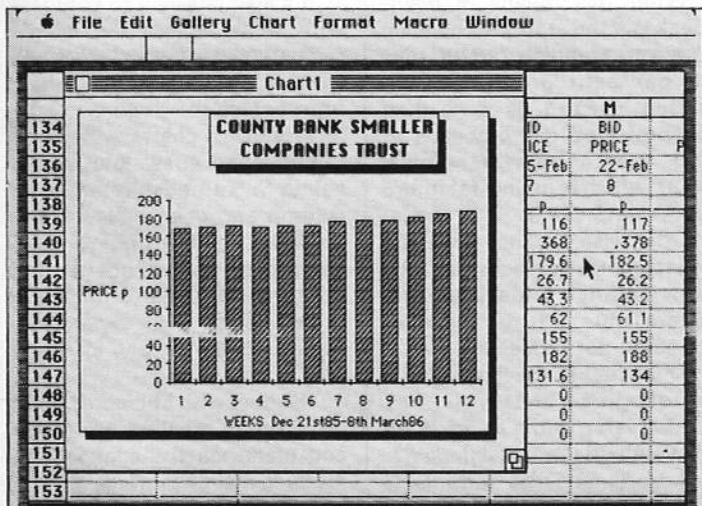 File Edit Gallery Chart Format Macro Window
Chart1
COUNTY BANK SMALLER
COMPANIES TRUST
200
180
160
140
120
100
80
40
20
0
PRICE p
1 2 3 4 5 6 7 8 9 10 11 12
WEEKS Dec 21st85-8th March86
M
134 ID BID
135 ICE PRICE P
136 5-Feb 22-Feb
137 7 8
138 p p
139 116 117
140 368 .378
141 179.6 182.5
142 26.7 26.2
143 43.3 43.2
144 62 61.1
145 155 155
146 182 188
147 131.6 134
148 0 0
149 0 0
150 0 0
151
152
153